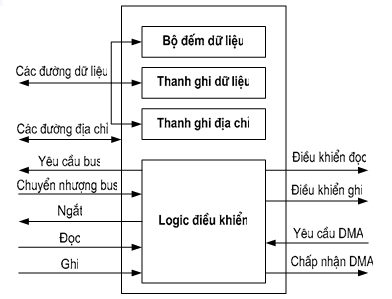 Bộ đếm dữ liệu
Thanh ghi dữ liệu
Thanh ghi địa chỉ
Các đường dữ liệu
Các đường địa chỉ
Yêu cầu bus
Chuyển nhượng bus
Ngắt
Đọc
Ghi
Logic điều khiển
Điều khiển đọc
Điều khiển ghi
Yêu cầu DMA
Chấp nhận DMA